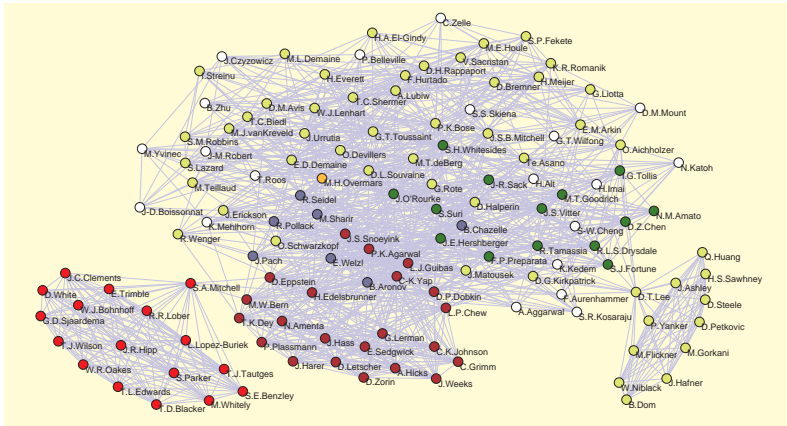 C.Zelle
H.A.El-Gindy
S.P.Fekete
M.E.Houle
J.Czyzowicz
M.L.Demaine
P.Belleville
V.Sacristan
K.R.Romanik
I.Streinu
H.Everett
F.Hurtado
D.H.Rappaport
D.Bremner
H.Meijer
G.Liotta
B.Zhu
D.M.Avis
T.C.Shermer
A.Lubiw
S.S.Skiena
D.M.Mount
T.C.Biedl
W.J.Lenhart
M.J.vanKreveld
J.Urrutia
G.T.Toussaint
P.K.Bose
J.S.B.Mitchell
E.M.Arkin
G.T.Wilfong
S.M.Robbins
O.Devillers
S.H.Whitesides
O.Aichholzer
M.Yvinec
J-M.Robert
E.D.Demaine
M.T.deBerg
Te.Asano
N.Katoh
S.Lazard
T.Roos
D.L.Souvaine
T.G.Tollis
M.Teillaud
M.H.Overmars
G.Rote
J-R.Sack
H.Alt
H.Imai
R.Seidel
J.O'Rourke
M.T.Goodrich
J-D.Boissonnat
J.Erickson
M.Sharir
S.Suri
D.Halperin
J.S.Vitter
N.M.Amato
K.Mehlhorn
R.Pollack
B.Chazelle
S-W.Cheng
D.Z.Chen
R.Wenger
O.Schwarzkopf
J.S.Snoeyink
J.E.Hershberger
R.Tamassia
R.L.S.Drysdale
J.Pach
E.Welzl
P.K.Agarwal
F.P.Preparata
K.Kedem
S.J.Fortune
Q.Huang
L.J.Guibas
J.Matousek
D.G.Kirkpatrick
H.S.Sawhney
J.C.Clements
S.A.Mitchell
D.Eppstein
B.Aronov
C-K.Yap
J.Ashley
D.White
E.Trimble
H.Edelsbrunner
D.P.Dobkin
F.Aurenhammer
D.T.Lee
D.Steele
W.J.Bohnhoff
R.R.Lober
M.W.Bern
L.P.Chew
A.Aggarwal
S.R.Kosaraju
G.D.Sjaardema
T.K.Dey
N.Amenta
P.Yanker
D.Petkovic
T.J.Wilson
J.R.Hipp
L.Lopez-Buriek
P.Plassmann
J.Hass
G.Lerman
E.Sedgwick
C.K.Johnson
M.Flickner
M.Gorkani
W.R.Oakes
S.Parker
T.J.Tautges
J.Harer
D.Letscher
A.Hicks
C.Grimm
T.L.Edwards
S.E.Benzley
D.Zorin
J.Weeks
W.Niblack
J.Hafner
T.D.Blacker
M.Whitely
B.Dom